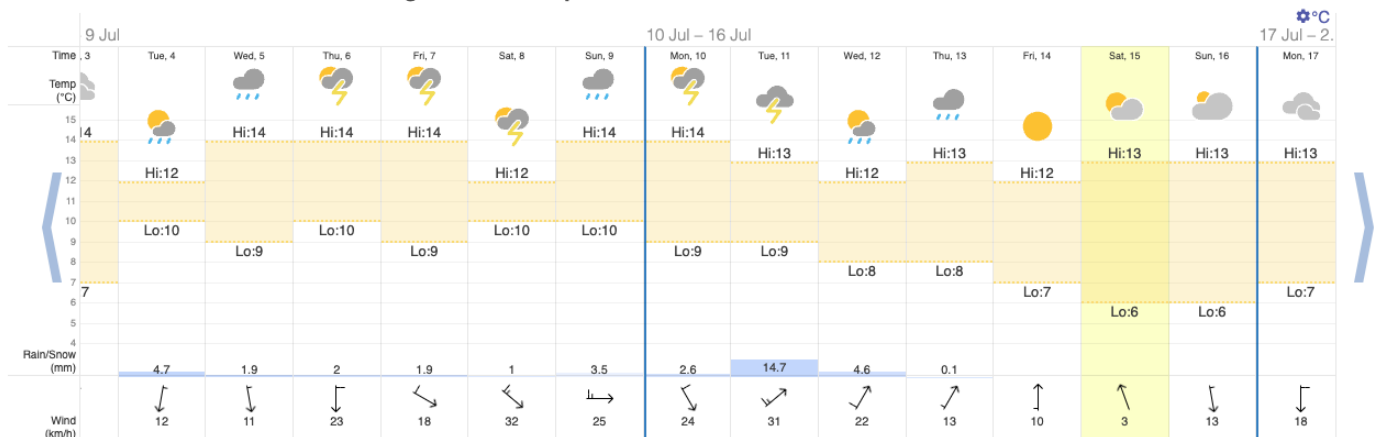 °C
9 Jul
10 Jul – 16 Jul
17 Jul – 2.
Time , 3 Tue, 4 Wed, 5 Thu, 6 Fri, 7 Sat, 8 Sun, 9 Mon, 10 Tue, 11 Wed, 12 Thu, 13 Fri, 14 Sat, 15 Sun, 16 Mon, 17
Temp
(°C)
15
14 14 Hi:14 Hi:14 Hi:14 Hi:14 Hi:14
13 Hi:13 Hi:13 Hi:13 Hi:13 Hi:13
12 Hi:12 Hi:12 Hi:12 Hi:12
11
10 Lo:10 Lo:10 Lo:10 Lo:10
9 Lo:9 Lo:9 Lo:9 Lo:9
8 Lo:8 Lo:8
7 7 Lo:7 Lo:7
6 Lo:6 Lo:6
5
4
Rain/Snow
(mm) 4.7 1.9 2 1.9 1 3.5 2.6 14.7 4.6 0.1
Wind 12 11 23 18 32 25 24 31 22 13 10 3 13 18
(km/h)